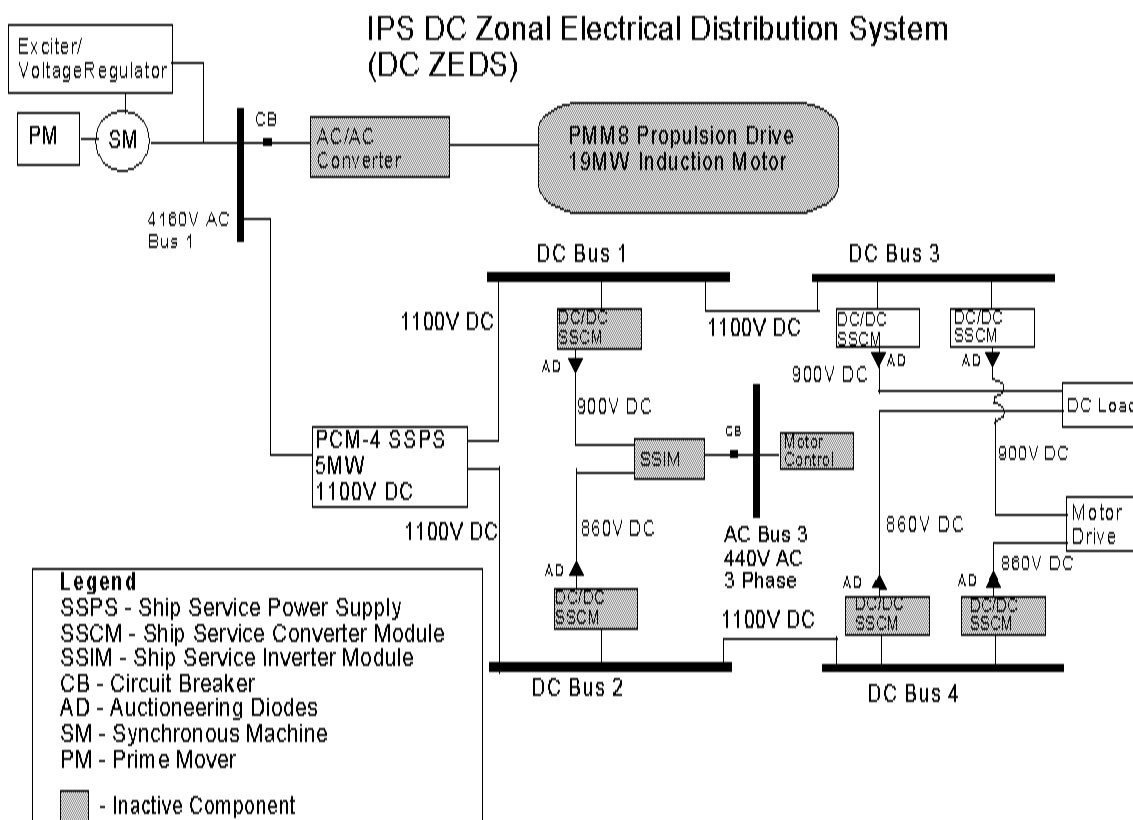 IPS DC Zonal Electrical Distribution System
(DC ZEDS)
Exciter/
VoltageRegulator
PM
SM
CB
AC/AC
Converter
PMM8 Propulsion Drive
19MW Induction Motor
4160V AC
Bus 1
DC Bus 1
DC Bus 3
1100V DC
DC/DC
SSCM
1100V DC
DC/DC
SSCM
DC/DC
SSCM
AD
AD
AD
900V DC
900V DC
DC Load
900V DC
PCM-4 SSPS
5MW
1100V DC
SSIM
CB
Motor
Control
900V DC
1100V DC
860V DC
AC Bus 3
440V AC
3 Phase
860V DC
Motor
Drive
860V DC
AD
AD
AD
DC/DC
SSCM
1100V DC
DC/DC
SSCM
DC/DC
SSCM
DC Bus 2
DC Bus 4
Legend
SSPS - Ship Service Power Supply
SSCM - Ship Service Converter Module
SSIM - Ship Service Inverter Module
CB - Circuit Breaker
AD - Auctioneering Diodes
SM - Synchronous Machine
PM - Prime Mover
- Inactive Component